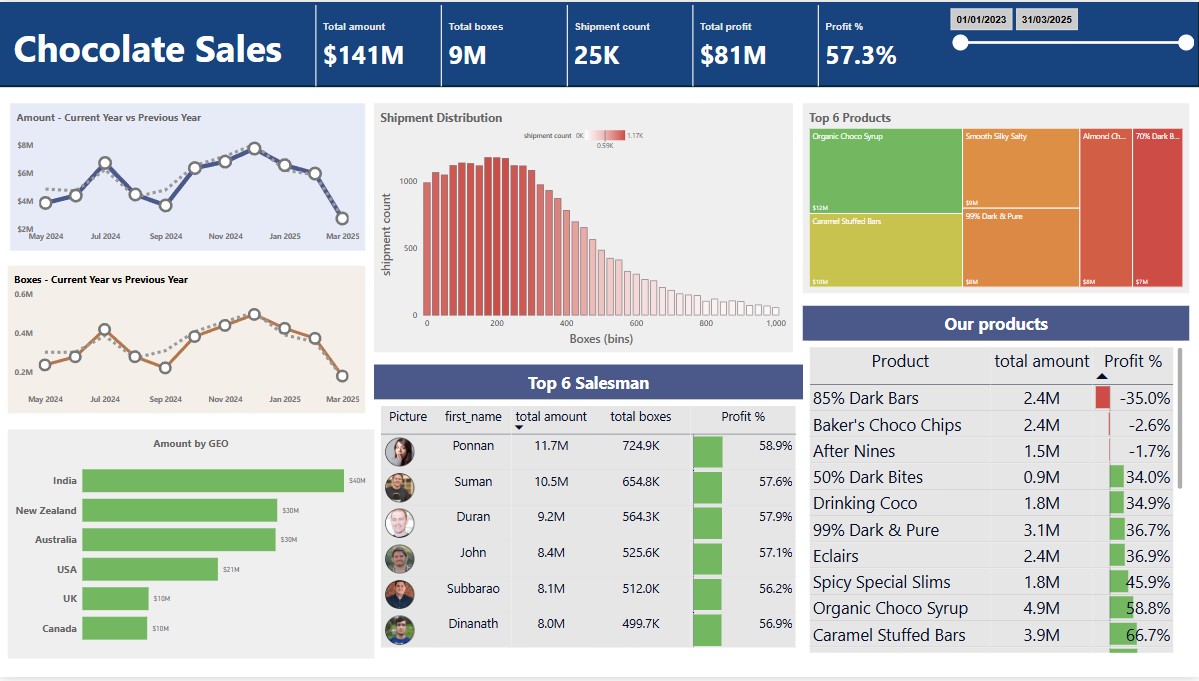 Chocolate Sales
Total amount
$141M
Total boxes
9M
Shipment count
25K
Total profit
$81M
Profit %
57.3%
01/01/2023 31/03/2025
Amount - Current Year vs Previous Year
$8M
$6M
$4M
$2M
May 2024 Jul 2024 Sep 2024 Nov 2024 Jan 2025 Mar 2025
Boxes - Current Year vs Previous Year
0.6M
0.4M
0.2M
May 2024 Jul 2024 Sep 2024 Nov 2024 Jan 2025 Mar 2025
Amount by GEO
India $40M
New Zealand $30M
Australia $30M
USA $21M
UK $10M
Canada $10M
Shipment Distribution
shipment count 0K 1.17K
0.59K
shipment count
1000
500
0
0 200 400 600 800 1,000
Boxes (bins)
Top 6 Salesman
Picture first_name total amount total boxes Profit %
Ponnan 11.7M 724.9K 58.9%
Suman 10.5M 654.8K 57.6%
Duran 9.2M 564.3K 57.9%
John 8.4M 525.6K 57.1%
Subbarao 8.1M 512.0K 56.2%
Dinanath 8.0M 499.7K 56.9%
Top 6 Products
Organic Choco Syrup
$12M
Caramel Stuffed Bars
$10M
Smooth Silky Salty
$9M
99% Dark & Pure
$8M
Almond Ch...
$8M
70% Dark B...
$7M
Our products
Product total amount Profit %
85% Dark Bars 2.4M -35.0%
Baker's Choco Chips 2.4M -2.6%
After Nines 1.5M -1.7%
50% Dark Bites 0.9M 34.0%
Drinking Coco 1.8M 34.9%
99% Dark & Pure 3.1M 36.7%
Eclairs 2.4M 36.9%
Spicy Special Slims 1.8M 45.9%
Organic Choco Syrup 4.9M 58.8%
Caramel Stuffed Bars 3.9M 66.7%